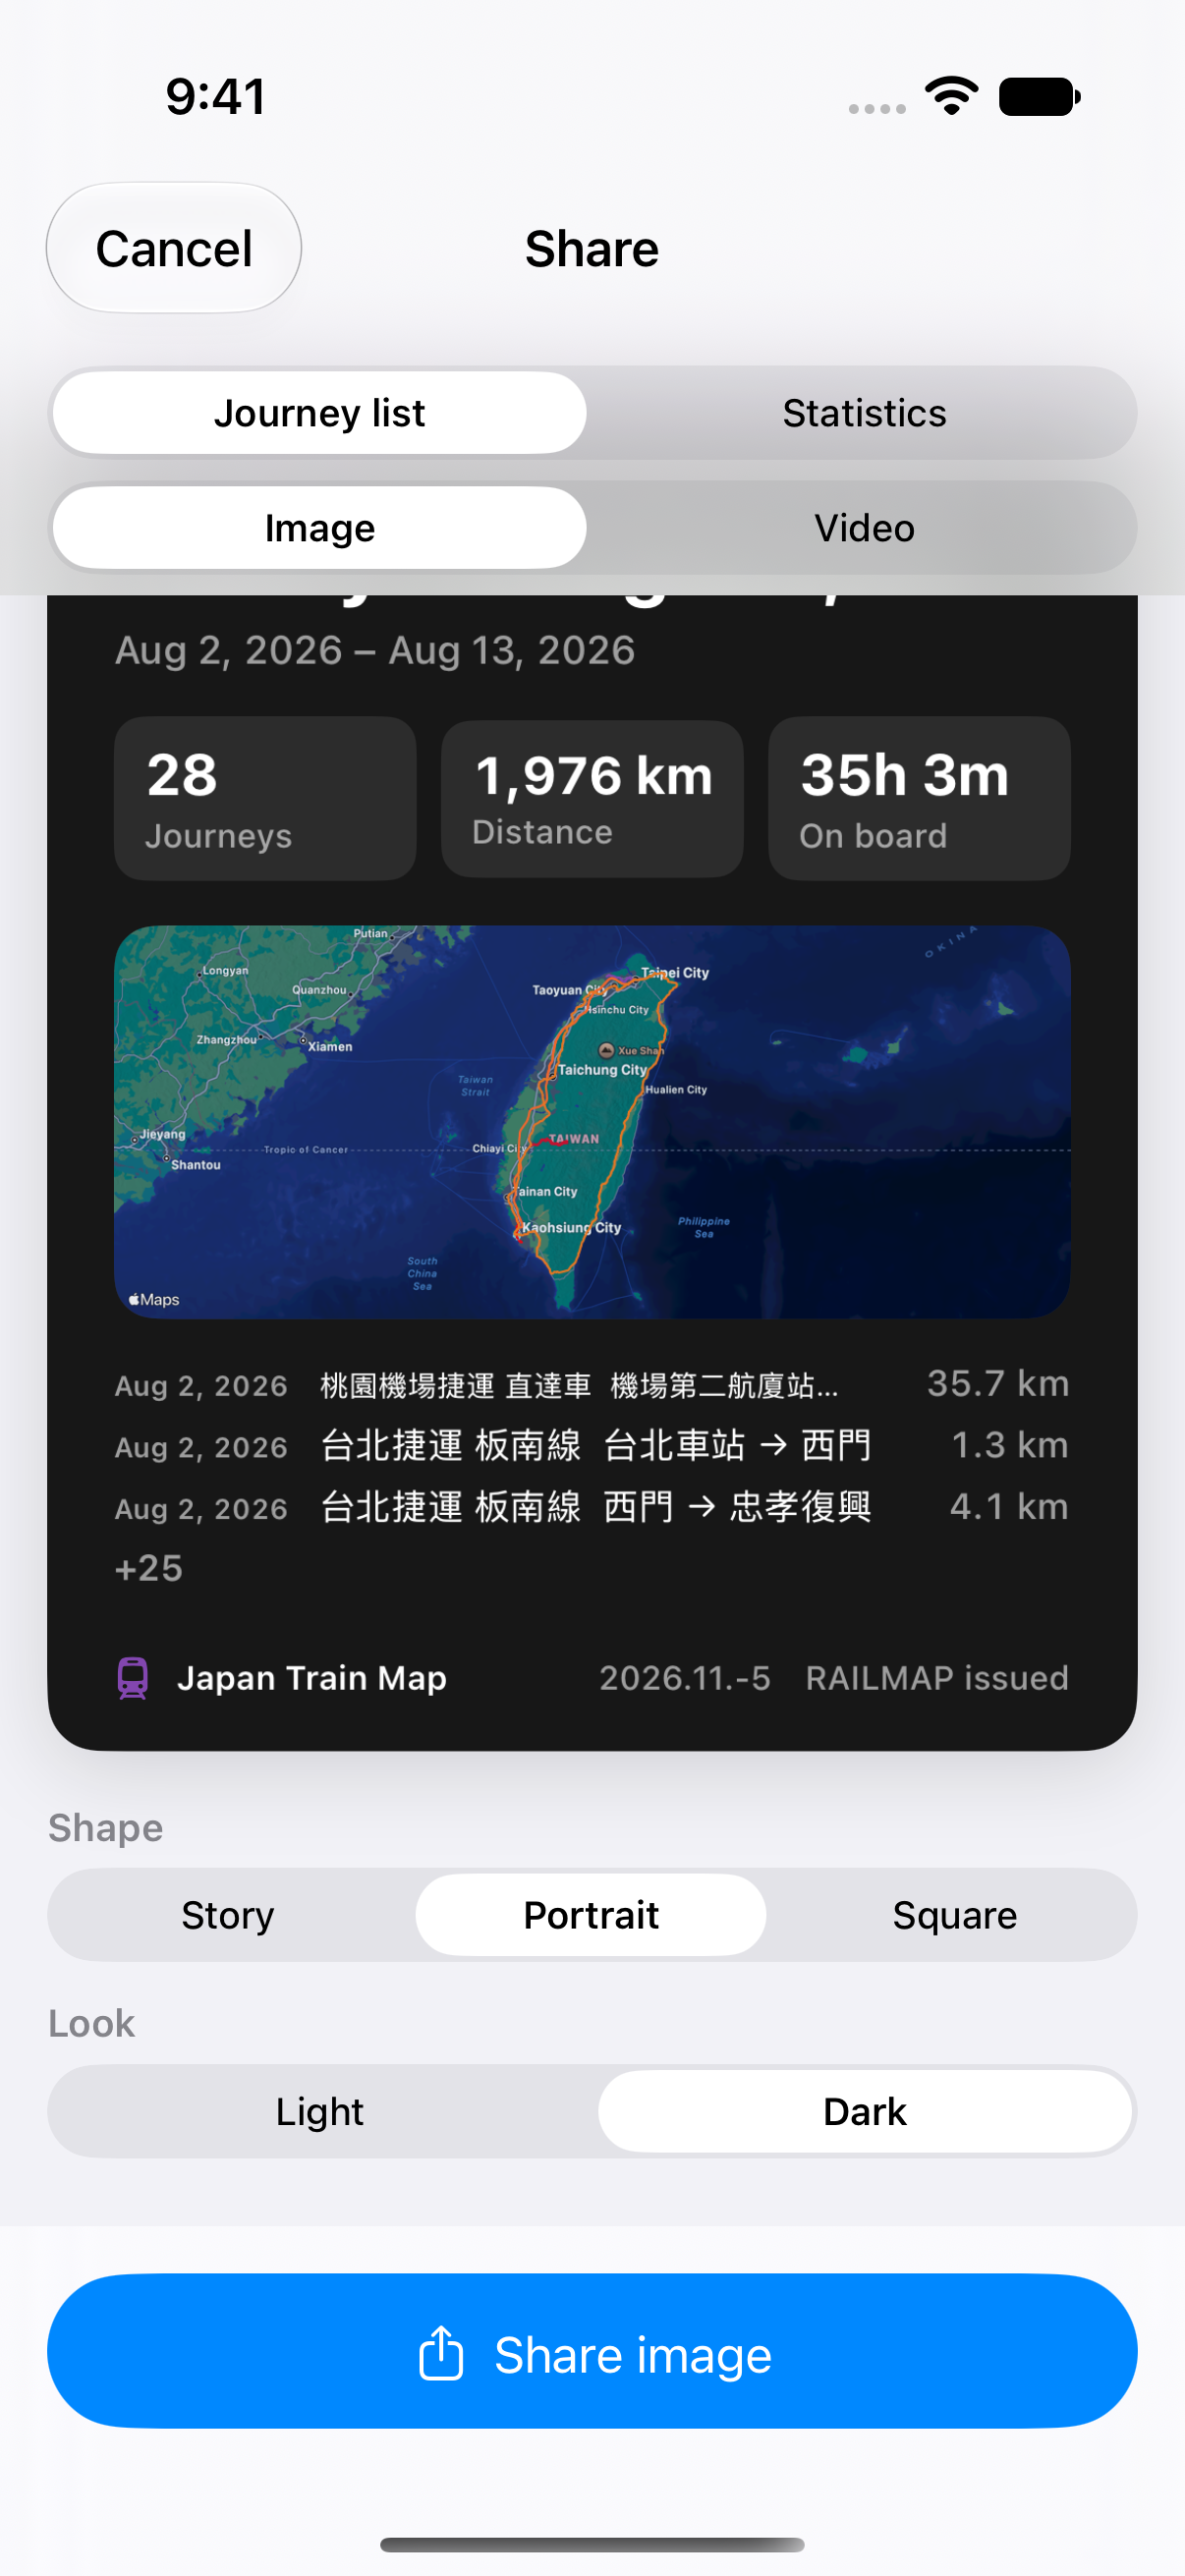 9:41
Cancel
Share
Journey list
Statistics
Image
Video
Aug 2, 2026 – Aug 13, 2026
28
Journeys
1,976 km
Distance
35h 3m
On board
Putian
Longyan
Quanzhou
Zhangzhou
Xiamen
Jieyang
Shantou
Tropic of Cancer
Taiwan
Strait
Taoyuan City
Taipei City
Hsinchu City
Xue Shan
Taichung City
Hualien City
Chiayi City
TAIWAN
Tainan City
Kaohsiung City
South
China
Sea
Philippine
Sea
OKINA
Maps
Aug 2, 2026 桃園機場捷運 直達車 機場第二航廈站... 35.7 km
Aug 2, 2026 台北捷運 板南線 台北車站 → 西門 1.3 km
Aug 2, 2026 台北捷運 板南線 西門 → 忠孝復興 4.1 km
+25
Japan Train Map
2026.11.-5 RAILMAP issued
Shape
Story
Portrait
Square
Look
Light
Dark
Share image